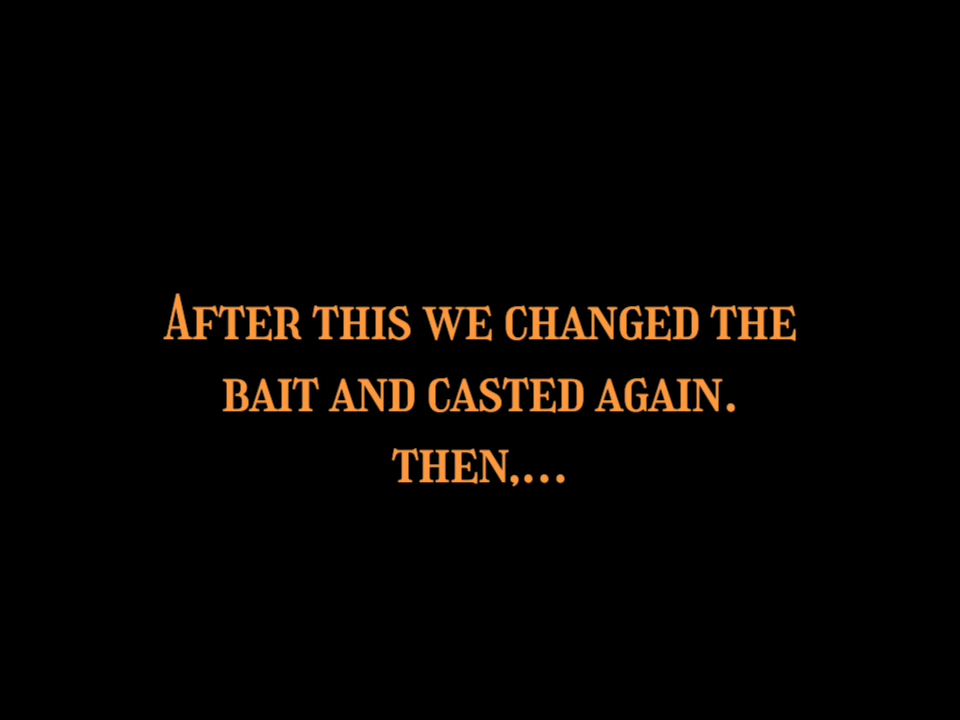 After this we changed the
bait and casted again.
then,...